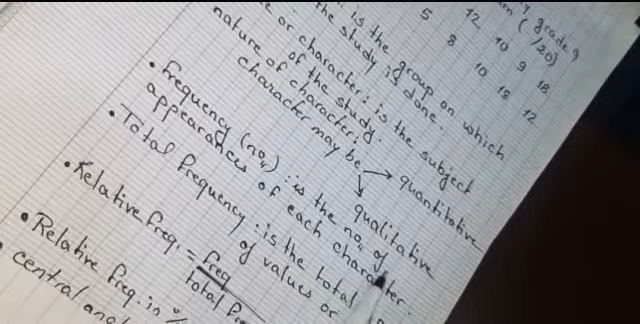 grade 9
5 12 10 ( /20)
8 10 9 18
18 12
is the group on which
the study is done.
or character: is the subject
of the study.
nature of character:
character may be → quantitative
↓ qualitative
• Frequency (no.) : is the no. of
appearances of each character.
• Total frequency : is the total
of values or
• Relative freq. = freq
total
• Relative freq. in %
central